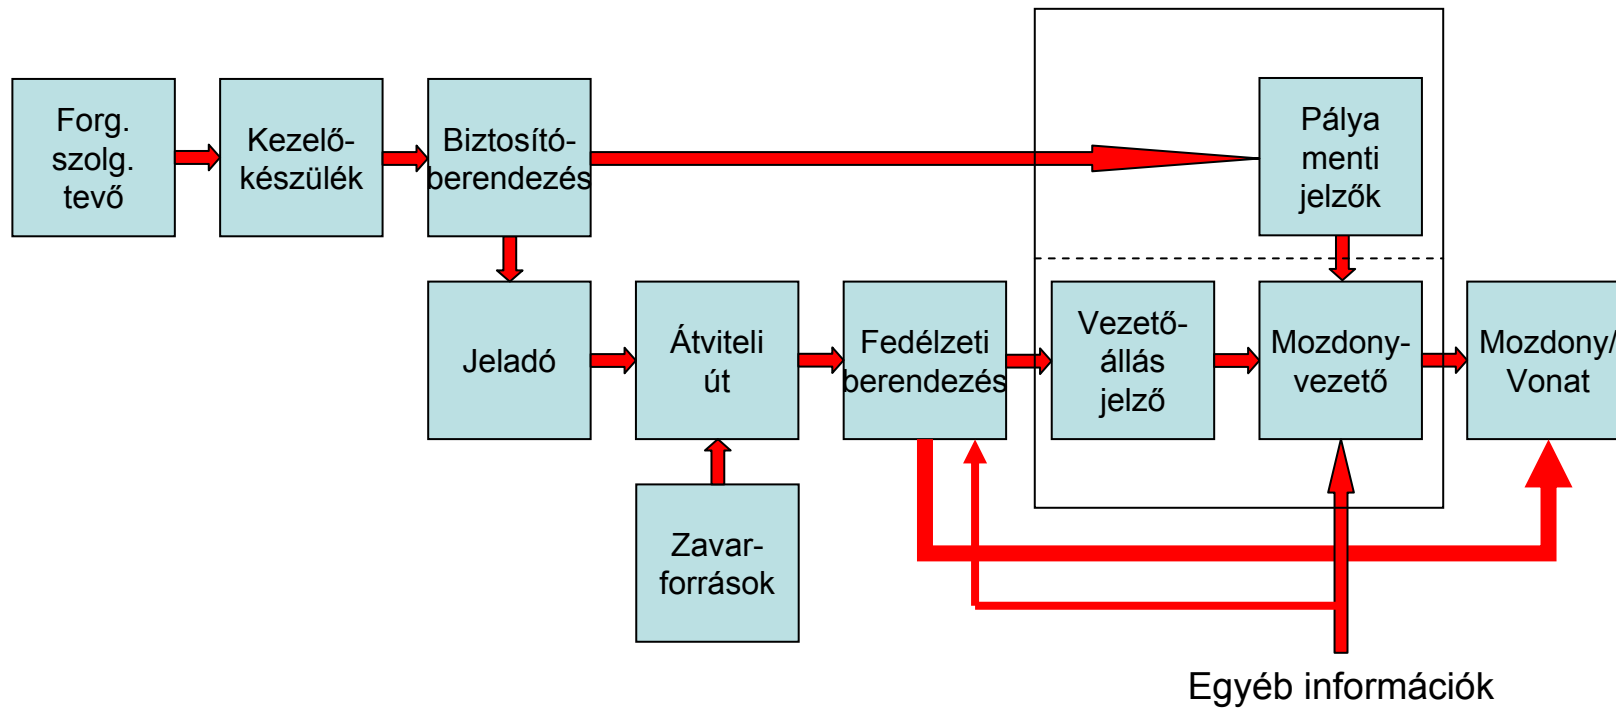 Forg.
szolg.
tevő
Kezelő-
készülék
Biztosító-
berendezés
Pálya
menti
jelzők
Jeladó
Átviteli
út
Fedélzeti
berendezés
Vezető-
állás
jelző
Mozdony-
vezető
Mozdony/
Vonat
Zavar-
források
Egyéb információk